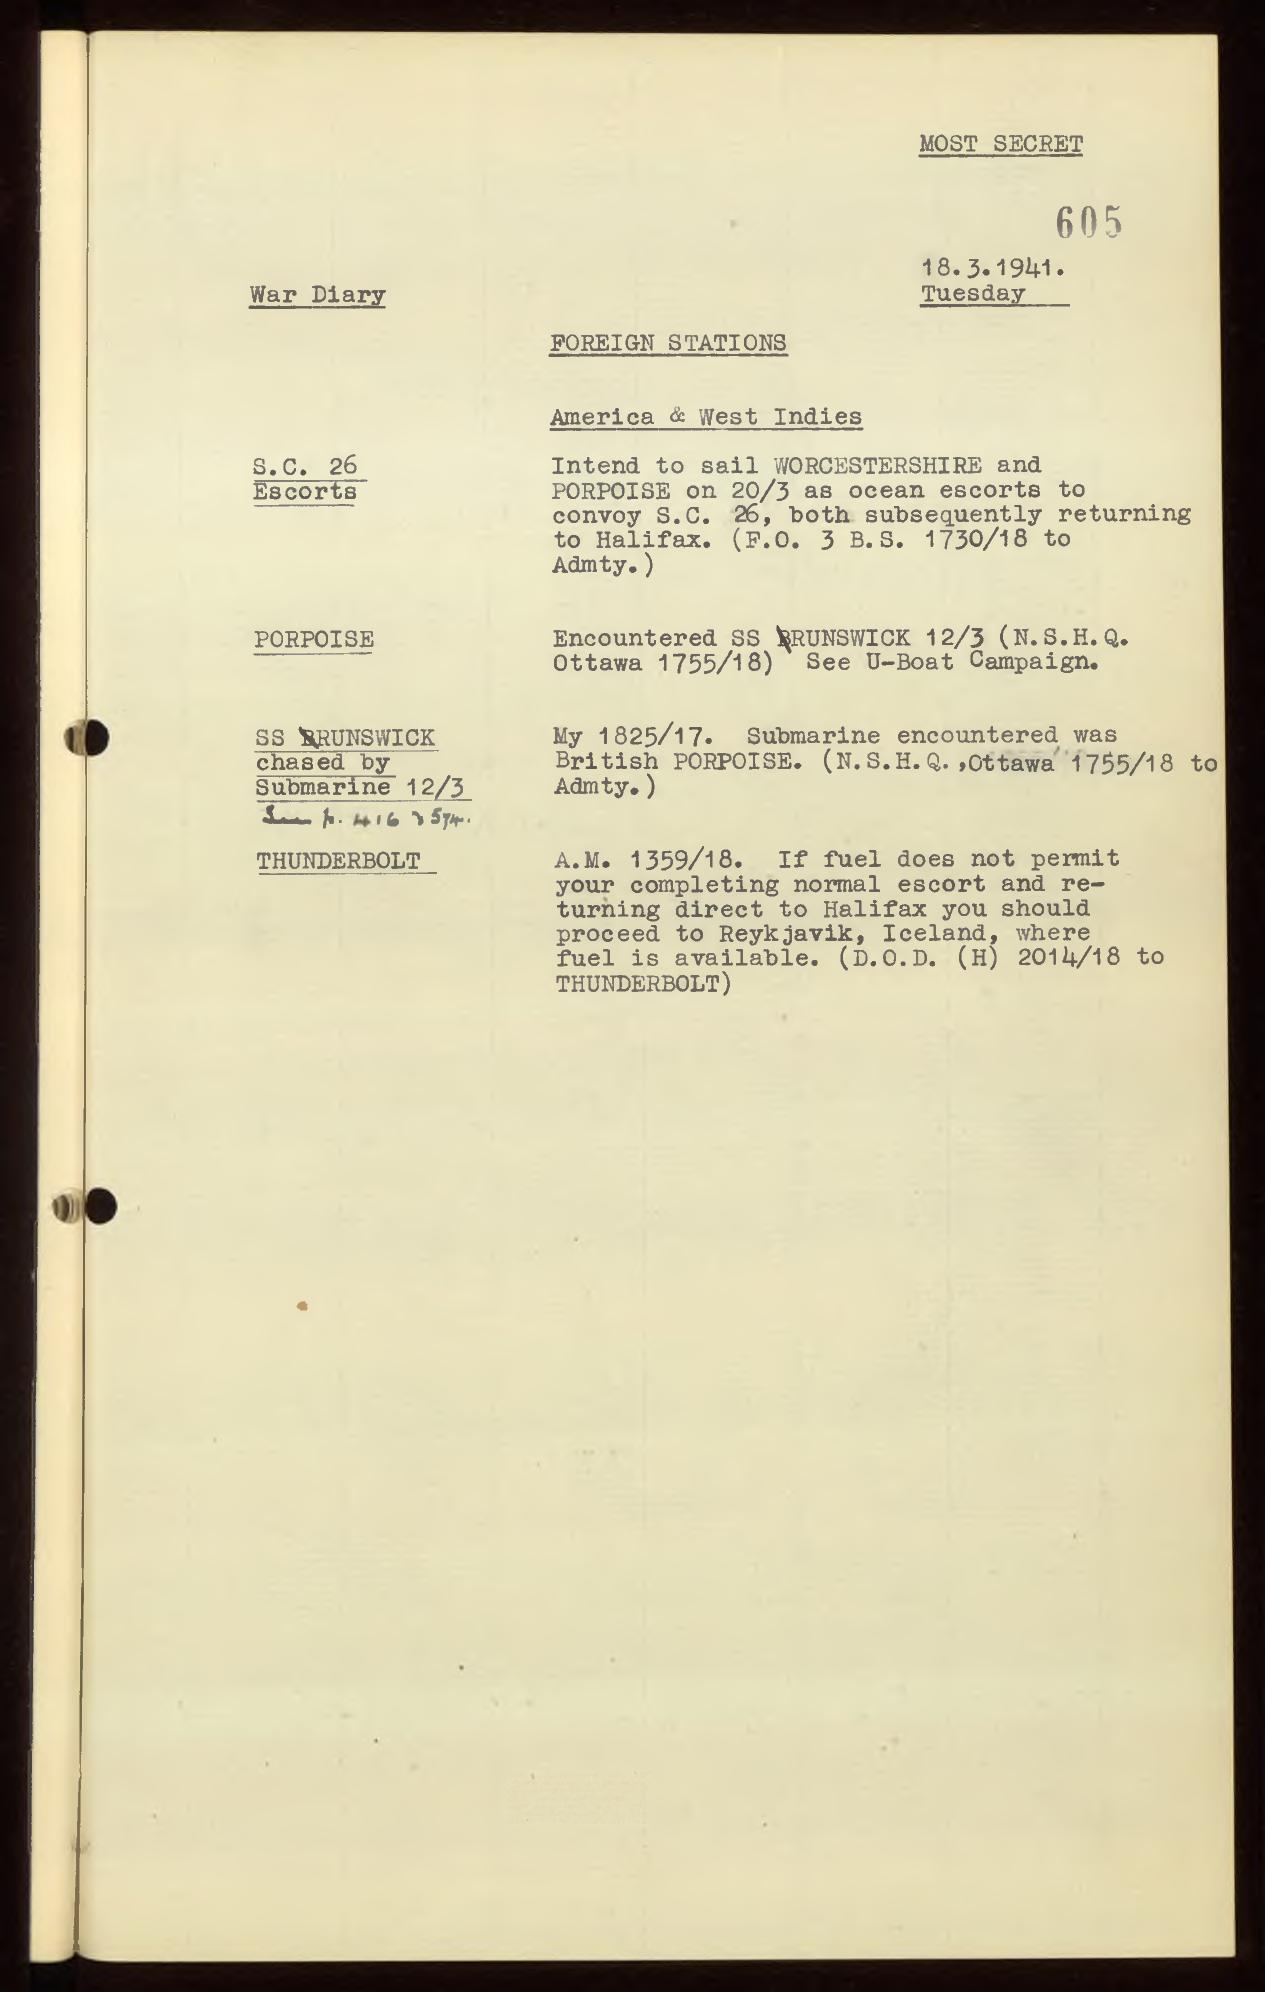 MOST SECRET
605
18.3.1941.
Tuesday
War Diary
FOREIGN STATIONS
America & West Indies
S.C. 26
Escorts
Intend to sail WORCESTERSHIRE and
PORPOISE on 20/3 as ocean escorts to
convoy S.C. 26, both subsequently returning
to Halifax. (F.O. 3 B.S. 1730/18 to
Admty.)
PORPOISE
Encountered SS RUNSWICK 12/3 (N.S.H.Q.
Ottawa 1755/18) See U-Boat Campaign.
SS RUNSWICK
chased by
Submarine 12/3
p. 416 & 574.
My 1825/17. Submarine encountered was
British PORPOISE. (N.S.H.Q.,Ottawa 1755/18 to
Admty.)
THUNDERBOLT
A.M. 1359/18. If fuel does not permit
your completing normal escort and re-
turning direct to Halifax you should
proceed to Reykjavik, Iceland, where
fuel is available. (D.O.D. (H) 2014/18 to
THUNDERBOLT)